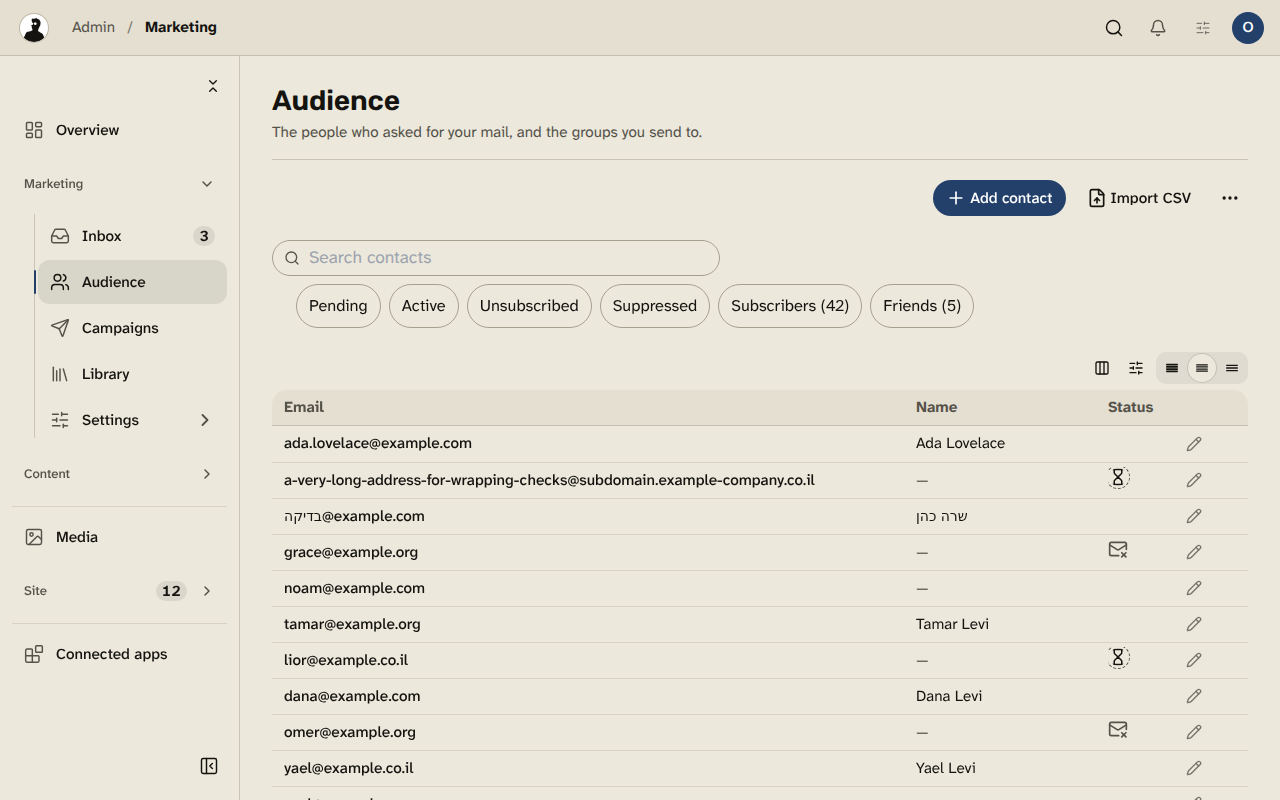 Admin / Marketing
O
Overview
Marketing
Inbox 3
Audience
Campaigns
Library
Settings
Content
Media
Site 12
Connected apps
Audience
The people who asked for your mail, and the groups you send to.
Add contact
Import CSV
Search contacts
Pending
Active
Unsubscribed
Suppressed
Subscribers (42)
Friends (5)
Email Name Status
ada.lovelace@example.com Ada Lovelace
a-very-long-address-for-wrapping-checks@subdomain.example-company.co.il —
בדיקה@example.com שרה כהן
grace@example.org —
noam@example.com —
tamar@example.org Tamar Levi
lior@example.co.il —
dana@example.com Dana Levi
omer@example.org —
yael@example.co.il Yael Levi